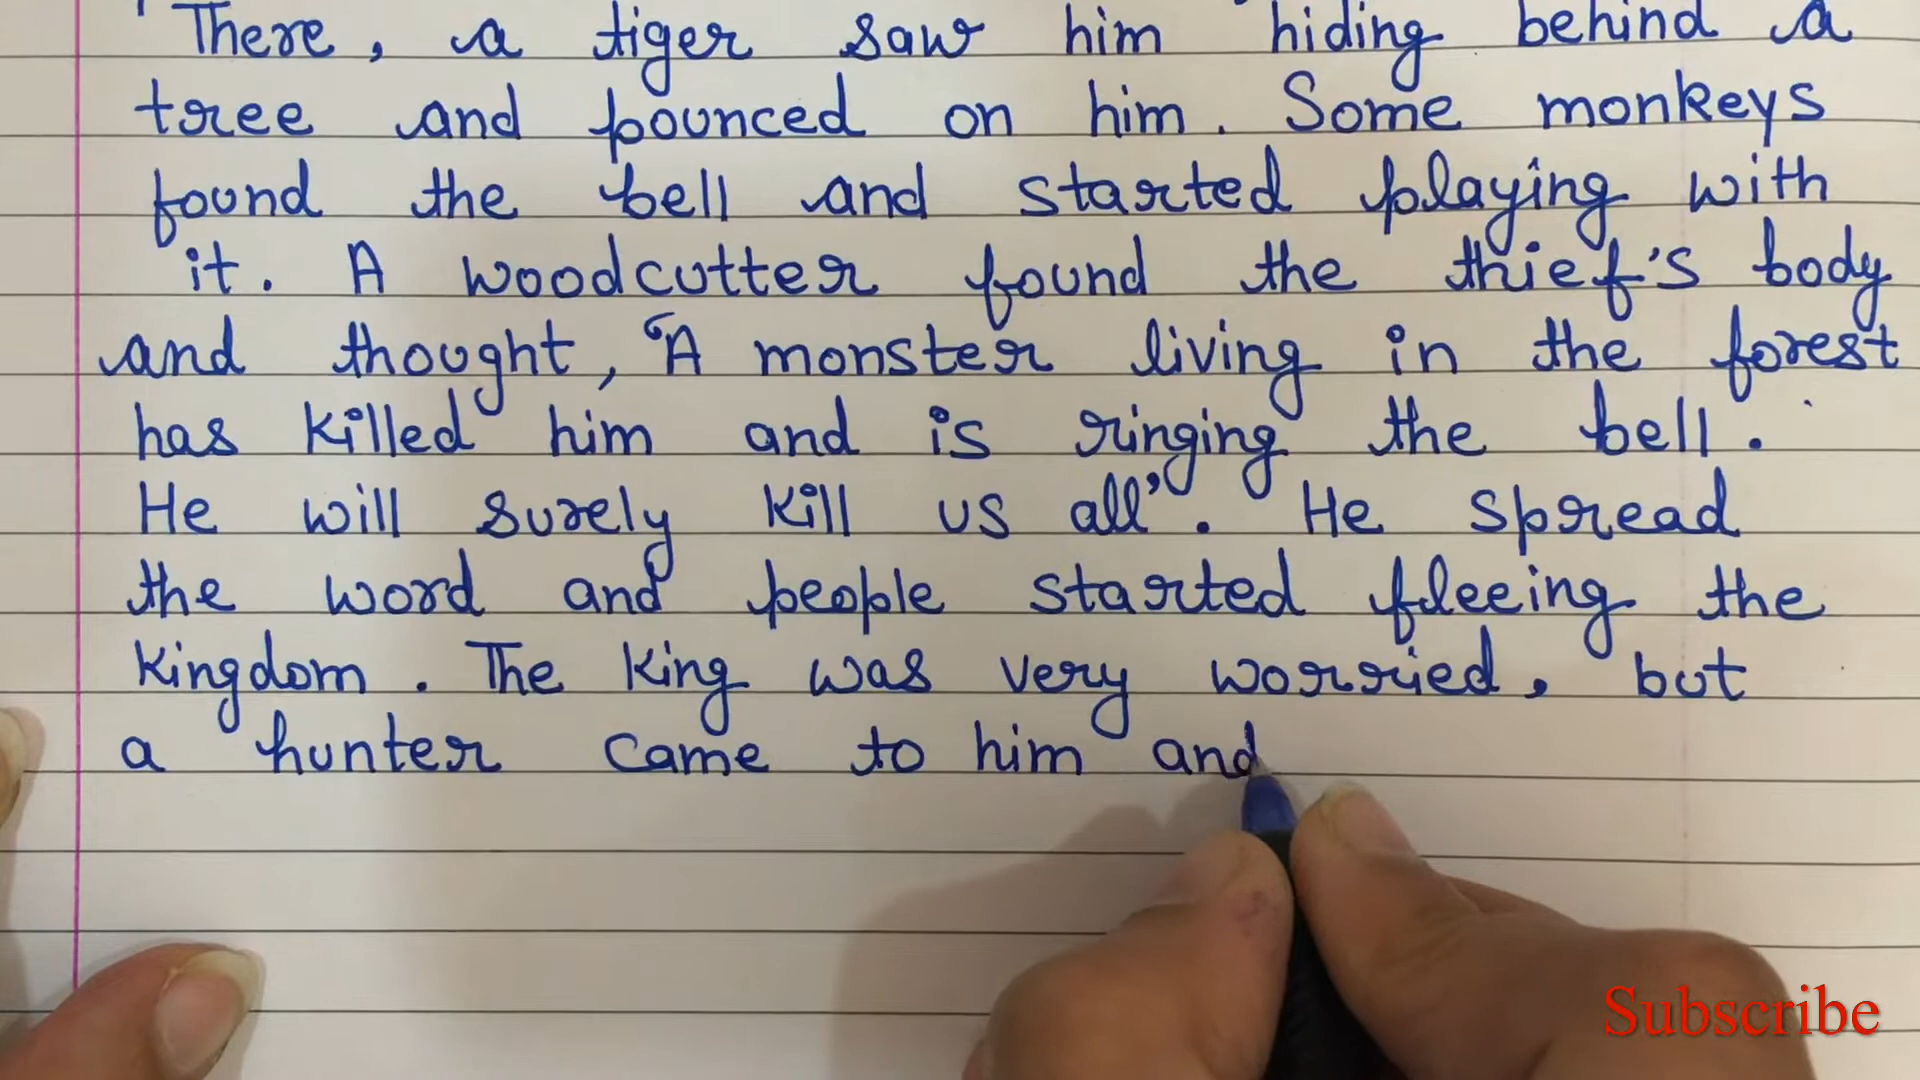 There, a tiger saw him hiding behind a
tree and pounced on him. Some monkeys
found the bell and started playing with
it. A woodcutter found the thief's body
and thought, "A monster living in the forest
has killed him and is ringing the bell.
He will surely kill us all". He spread
the word and people started fleeing the
kingdom. The king was very worried, but
a hunter came to him and
Subscribe